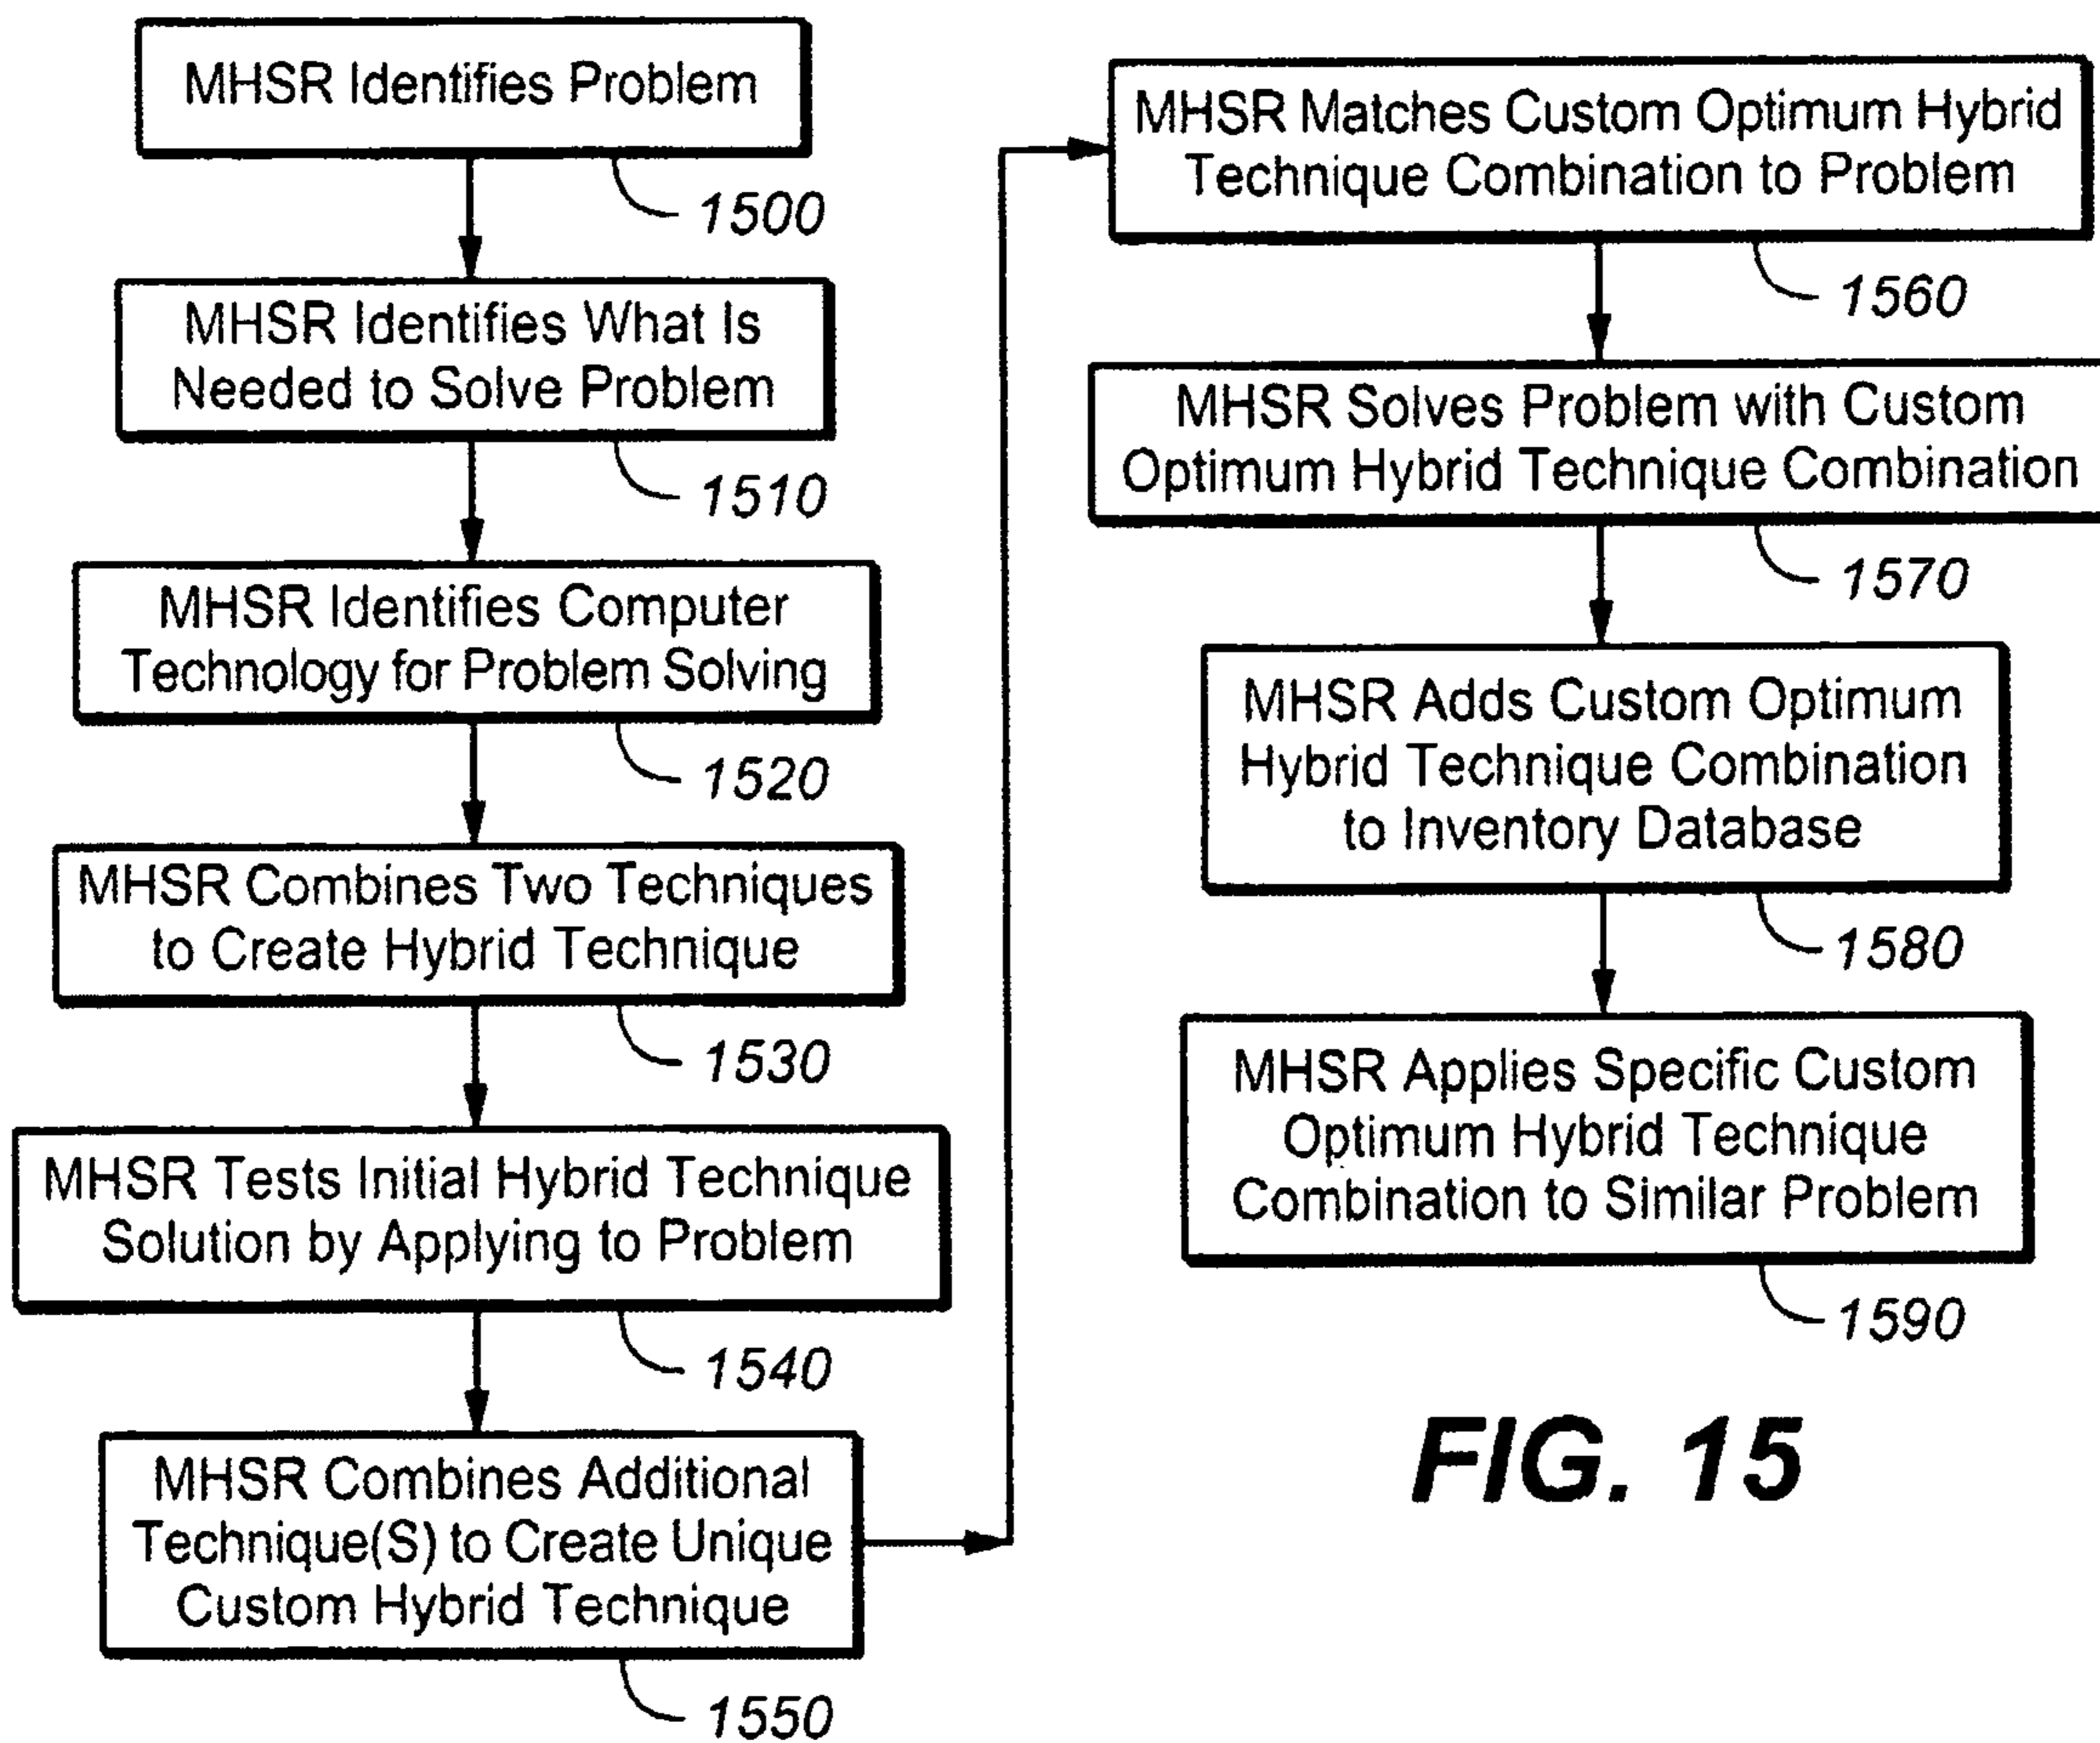 MHSR Identifies Problem
1500
MHSR Identifies What Is
Needed to Solve Problem
1510
MHSR Identifies Computer
Technology for Problem Solving
1520
MHSR Combines Two Techniques
to Create Hybrid Technique
1530
MHSR Tests Initial Hybrid Technique
Solution by Applying to Problem
1540
MHSR Combines Additional
Technique(S) to Create Unique
Custom Hybrid Technique
1550
MHSR Matches Custom Optimum Hybrid
Technique Combination to Problem
1560
MHSR Solves Problem with Custom
Optimum Hybrid Technique Combination
1570
MHSR Adds Custom Optimum
Hybrid Technique Combination
to Inventory Database
1580
MHSR Applies Specific Custom
Optimum Hybrid Technique
Combination to Similar Problem
1590
FIG. 15